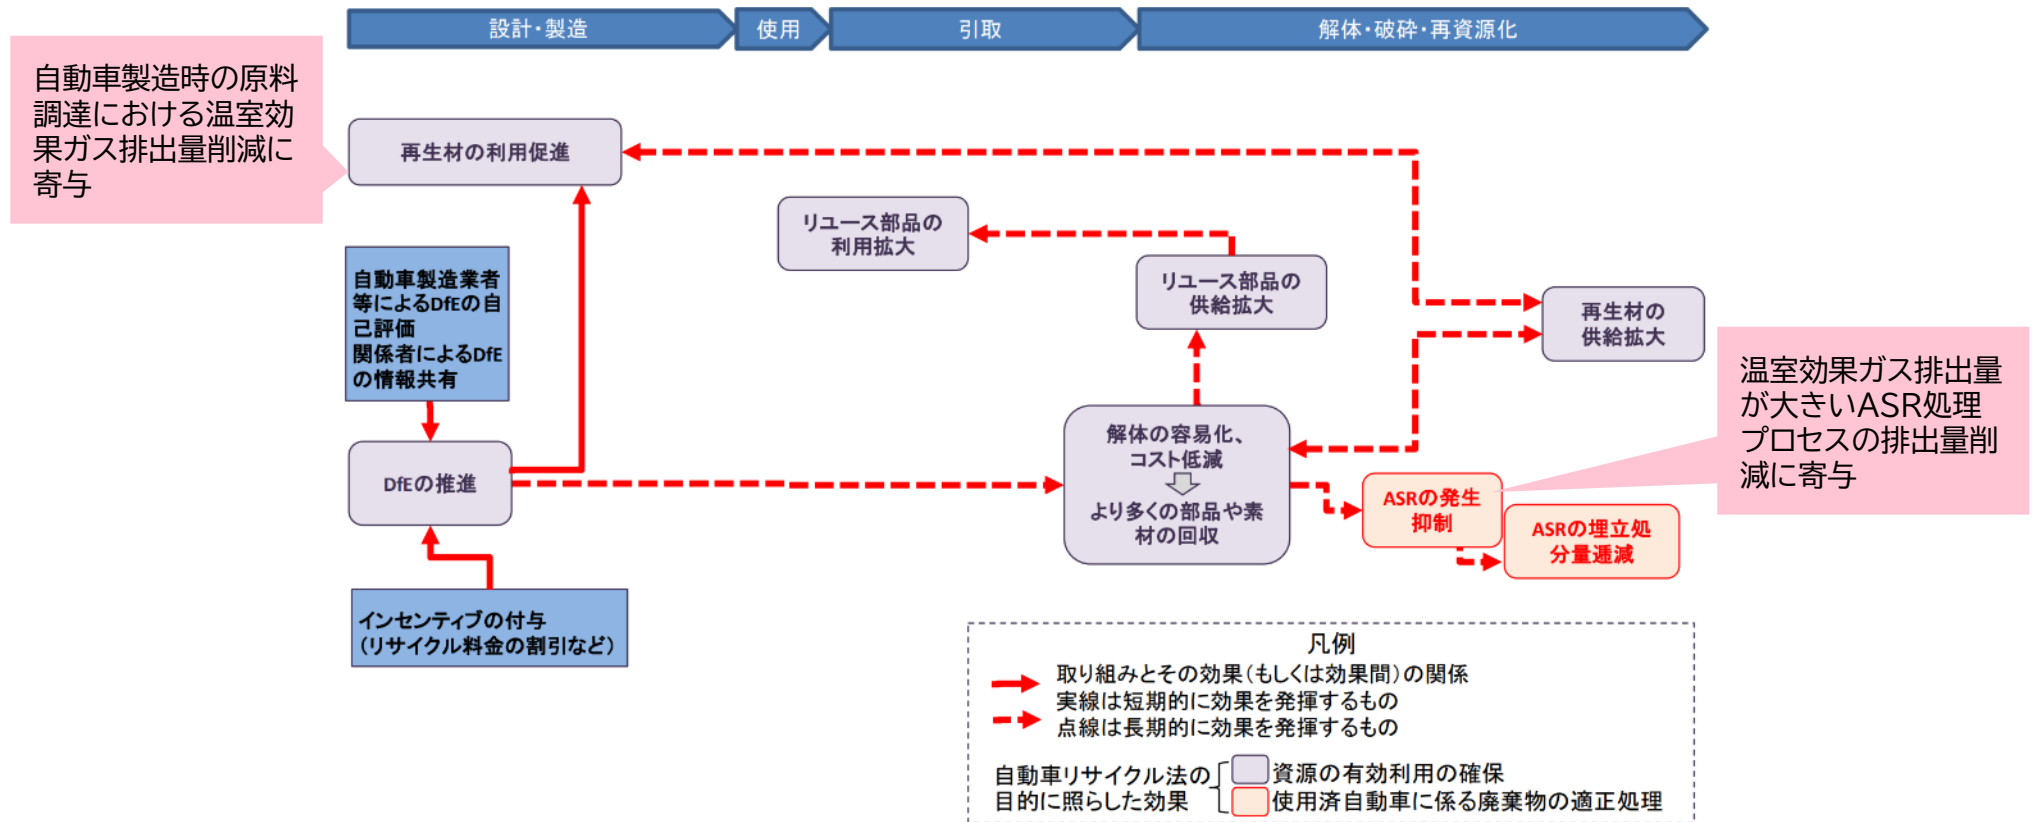 設計・製造
使用
引取
解体・破砕・再資源化
自動車製造時の原料
調達における温室効
果ガス排出量削減に
寄与
再生材の利用促進
リユース部品の
利用拡大
リユース部品の
供給拡大
再生材の
供給拡大
自動車製造業者
等によるDfEの自
己評価
関係者によるDfE
の情報共有
温室効果ガス排出量
が大きいASR処理
プロセスの排出量削
減に寄与
DfEの推進
解体の容易化、
コスト低減
より多くの部品や素
材の回収
ASRの発生
抑制
ASRの埋立処
分量逓減
インセンティブの付与
(リサイクル料金の割引など)
凡例
取り組みとその効果(もしくは効果間)の関係
実線は短期的に効果を発揮するもの
点線は長期的に効果を発揮するもの
自動車リサイクル法の
目的に照らした効果
資源の有効利用の確保
使用済自動車に係る廃棄物の適正処理